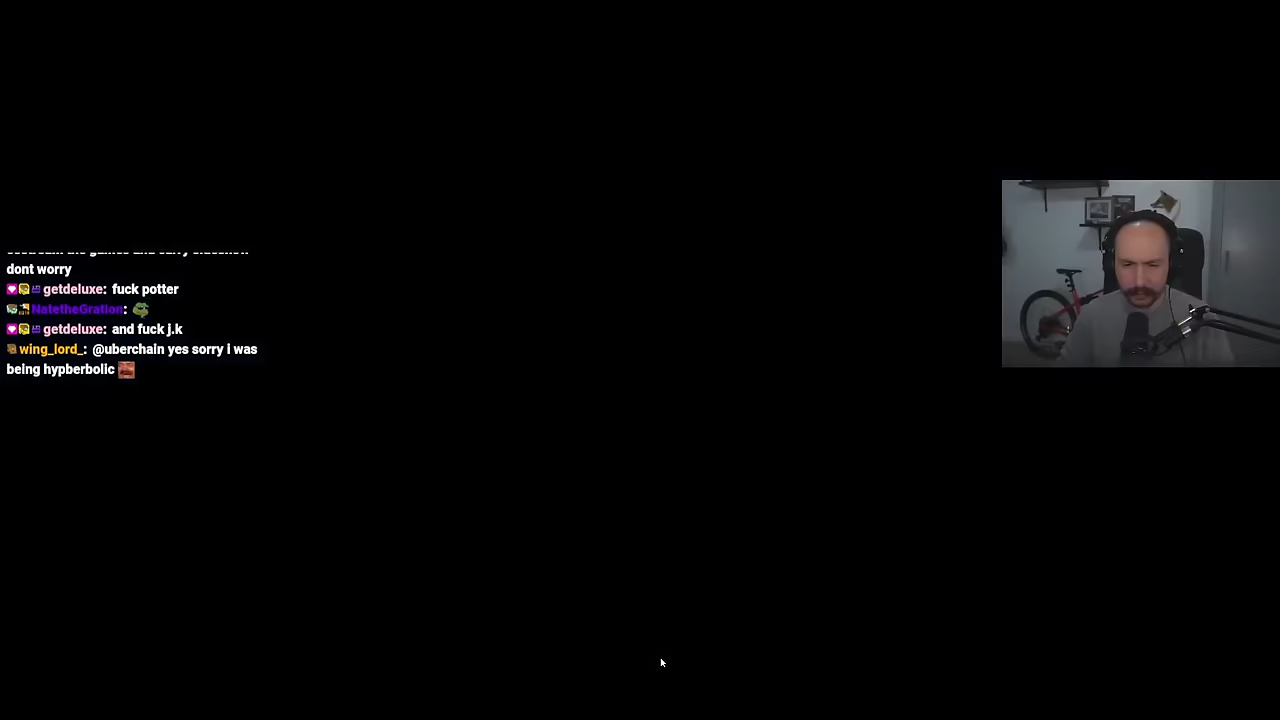 dont worry
getdeluxe: fuck potter
NatetheGration:
getdeluxe: and fuck j.k
wing_lord_: @uberchain yes sorry i was
being hypberbolic